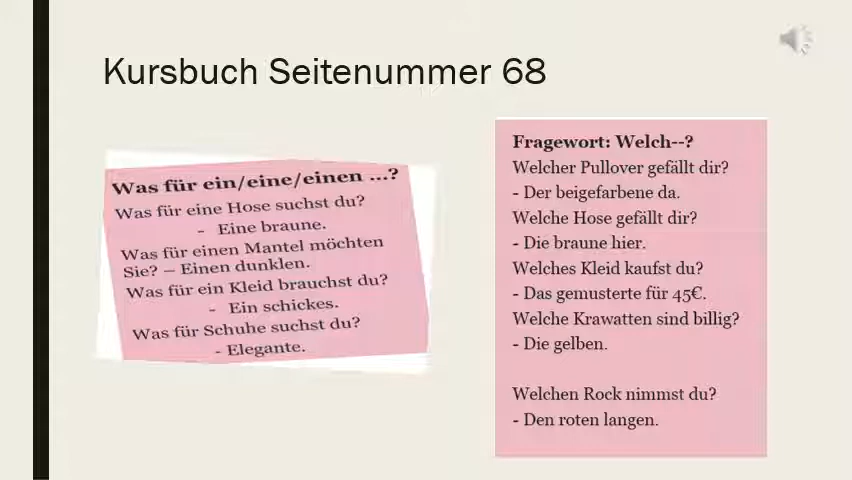 Kursbuch Seitenummer 68
Was für ein/eine/einen ...?
Was für eine Hose suchst du?
- Eine braune.
Was für einen Mantel möchten
Sie? – Einen dunklen.
Was für ein Kleid brauchst du?
- Ein schickes.
Was für Schuhe suchst du?
- Elegante.
Fragewort: Welch--?
Welcher Pullover gefällt dir?
- Der beigefarbene da.
Welche Hose gefällt dir?
- Die braune hier.
Welches Kleid kaufst du?
- Das gemusterte für 45€.
Welche Krawatten sind billig?
- Die gelben.
Welchen Rock nimmst du?
- Den roten langen.